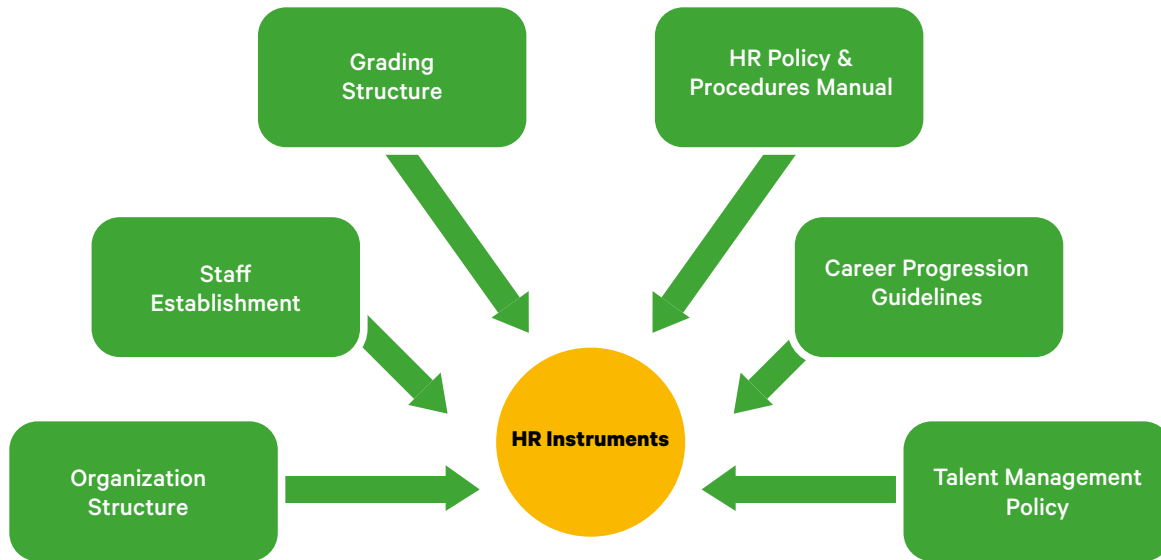 Grading
Structure
HR Policy &
Procedures Manual
Staff
Establishment
Career Progression
Guidelines
HR Instruments
Organization
Structure
Talent Management
Policy